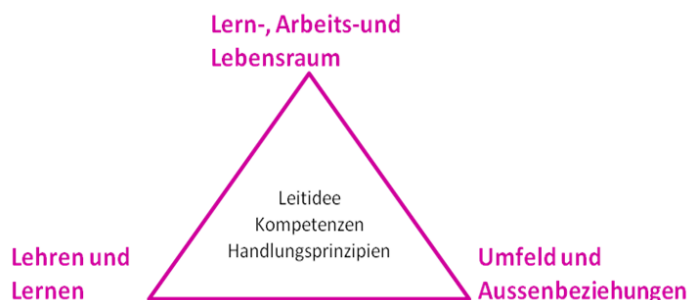 Lern-, Arbeits-und
Lebensraum
Leitidee
Kompetenzen
Handlungsprinzipien
Lehren und
Lernen
Umfeld und
Aussenbeziehungen